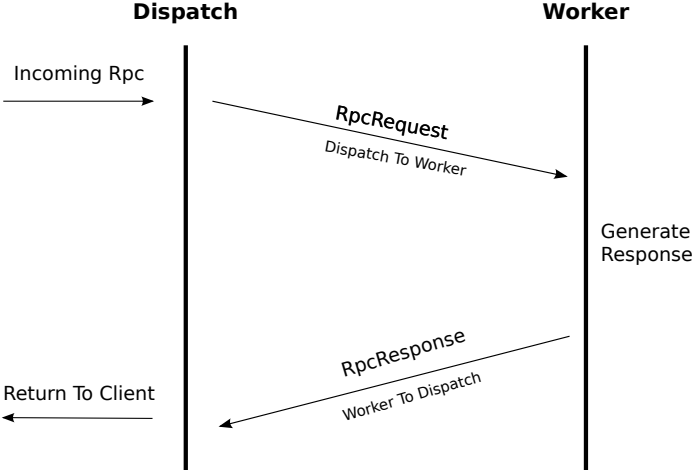 Dispatch
Worker
Incoming Rpc
RpcRequest
Dispatch To Worker
Generate
Response
RpcResponse
Worker To Dispatch
Return To Client